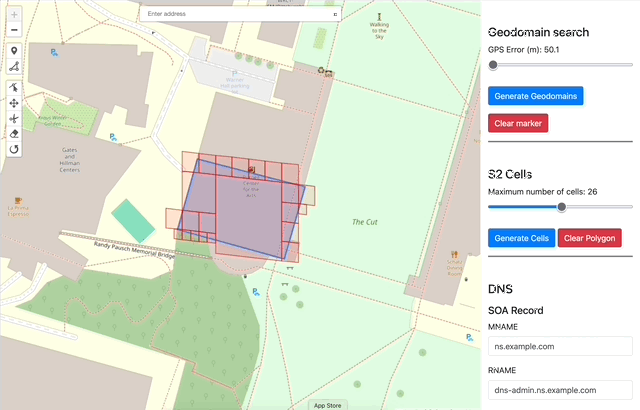 Enter address
Walking
to the
Sky
Warner
Hall parking
lot
Gates
and
Hillman
Centers
La Prima
Espresso
Center
for the
Arts
The Cut
Randy Pausch Memorial Bridge
Schatz
Dining
Room
App Store
Geodomain search
GPS Error (m): 50.1
Generate Geodomains
Clear marker
S2 Cells
Maximum number of cells: 26
Generate Cells
Clear Polygon
DNS
SOA Record
MNAME
ns.example.com
RNAME
dns-admin.ns.example.com